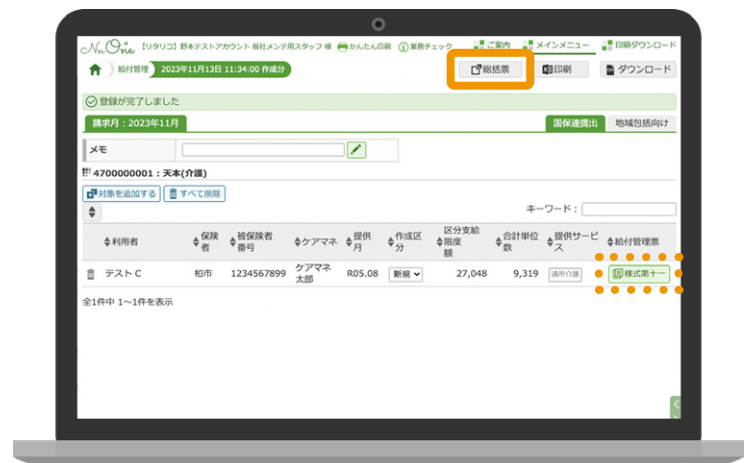 NnOne 【リタリコ】野本テストアカウント 販社メンテ用スタッフ 様 かんたん印刷 業務チェック ご案内 メインメニュー 印刷ダウンロード
給付管理 2023年11月13日 11:34:00 作成分 総括票 印刷 ダウンロード
登録が完了しました
請求月：2023年11月 国保連提出 地域包括向け
メモ
4700000001：天本(介護)
対象を追加する すべて削除
キーワード：
利用者 保険者 被保険者番号 ケアマネ 提供月 作成区分 区分支給限度額 合計単位数 提供サービス 給付管理票
テスト C 柏市 1234567899 ケアマネ太郎 R05.08 新規 27,048 9,319 通所介護 様式第十一
全1件中 1～1件を表示